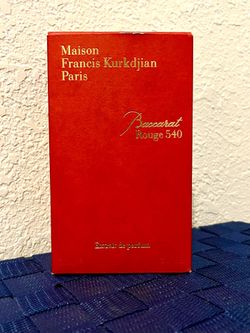 Maison
Francis Kurkdjian
Paris
Baccarat
Rouge 540
Extrait de parfum